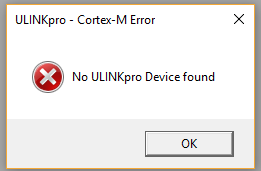 ULINKpro - Cortex-M Error
No ULINKpro Device found
OK